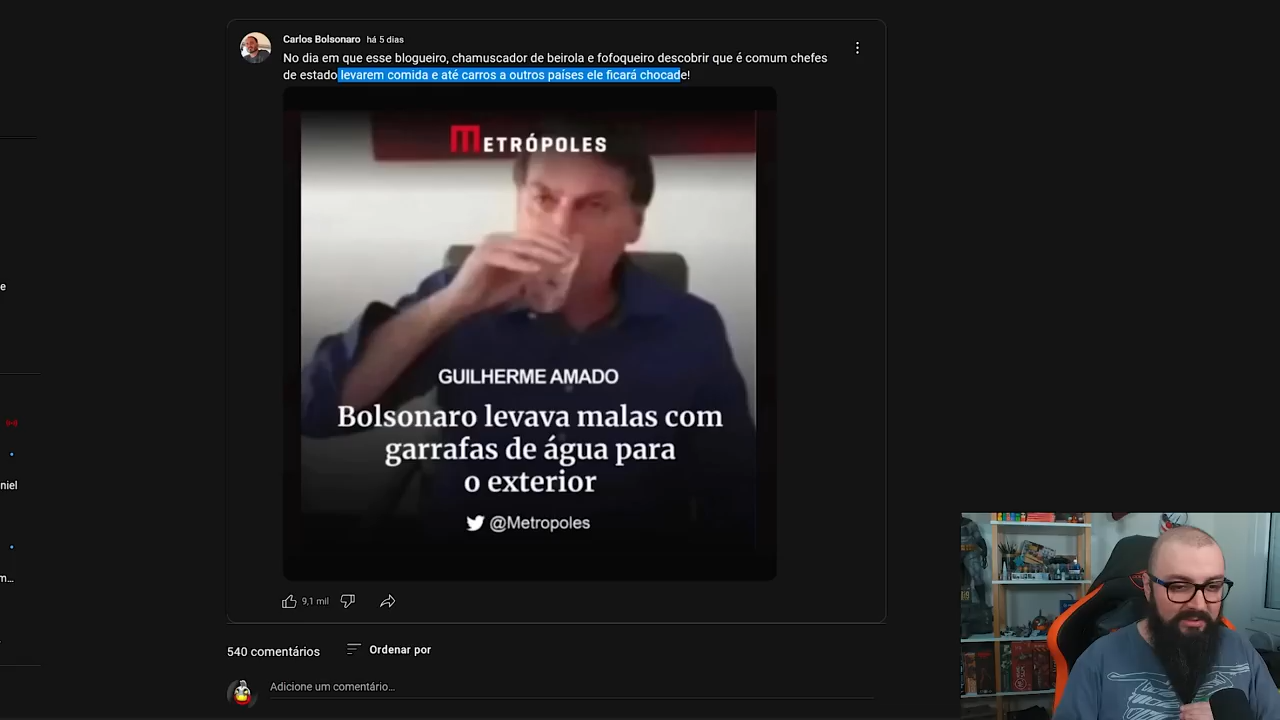 Carlos Bolsonaro há 5 dias
No dia em que esse blogueiro, chamuscador de beirola e fofoqueiro descobrir que é comum chefes
de estado levarem comida e até carros a outros países ele ficará chocade!
METRÓPOLES
e
GUILHERME AMADO
Bolsonaro levava malas com
garrafas de água para
niel
o exterior
@Metropoles
m...
9,1 mil
540 comentários
Ordenar por
Adicione um comentário...